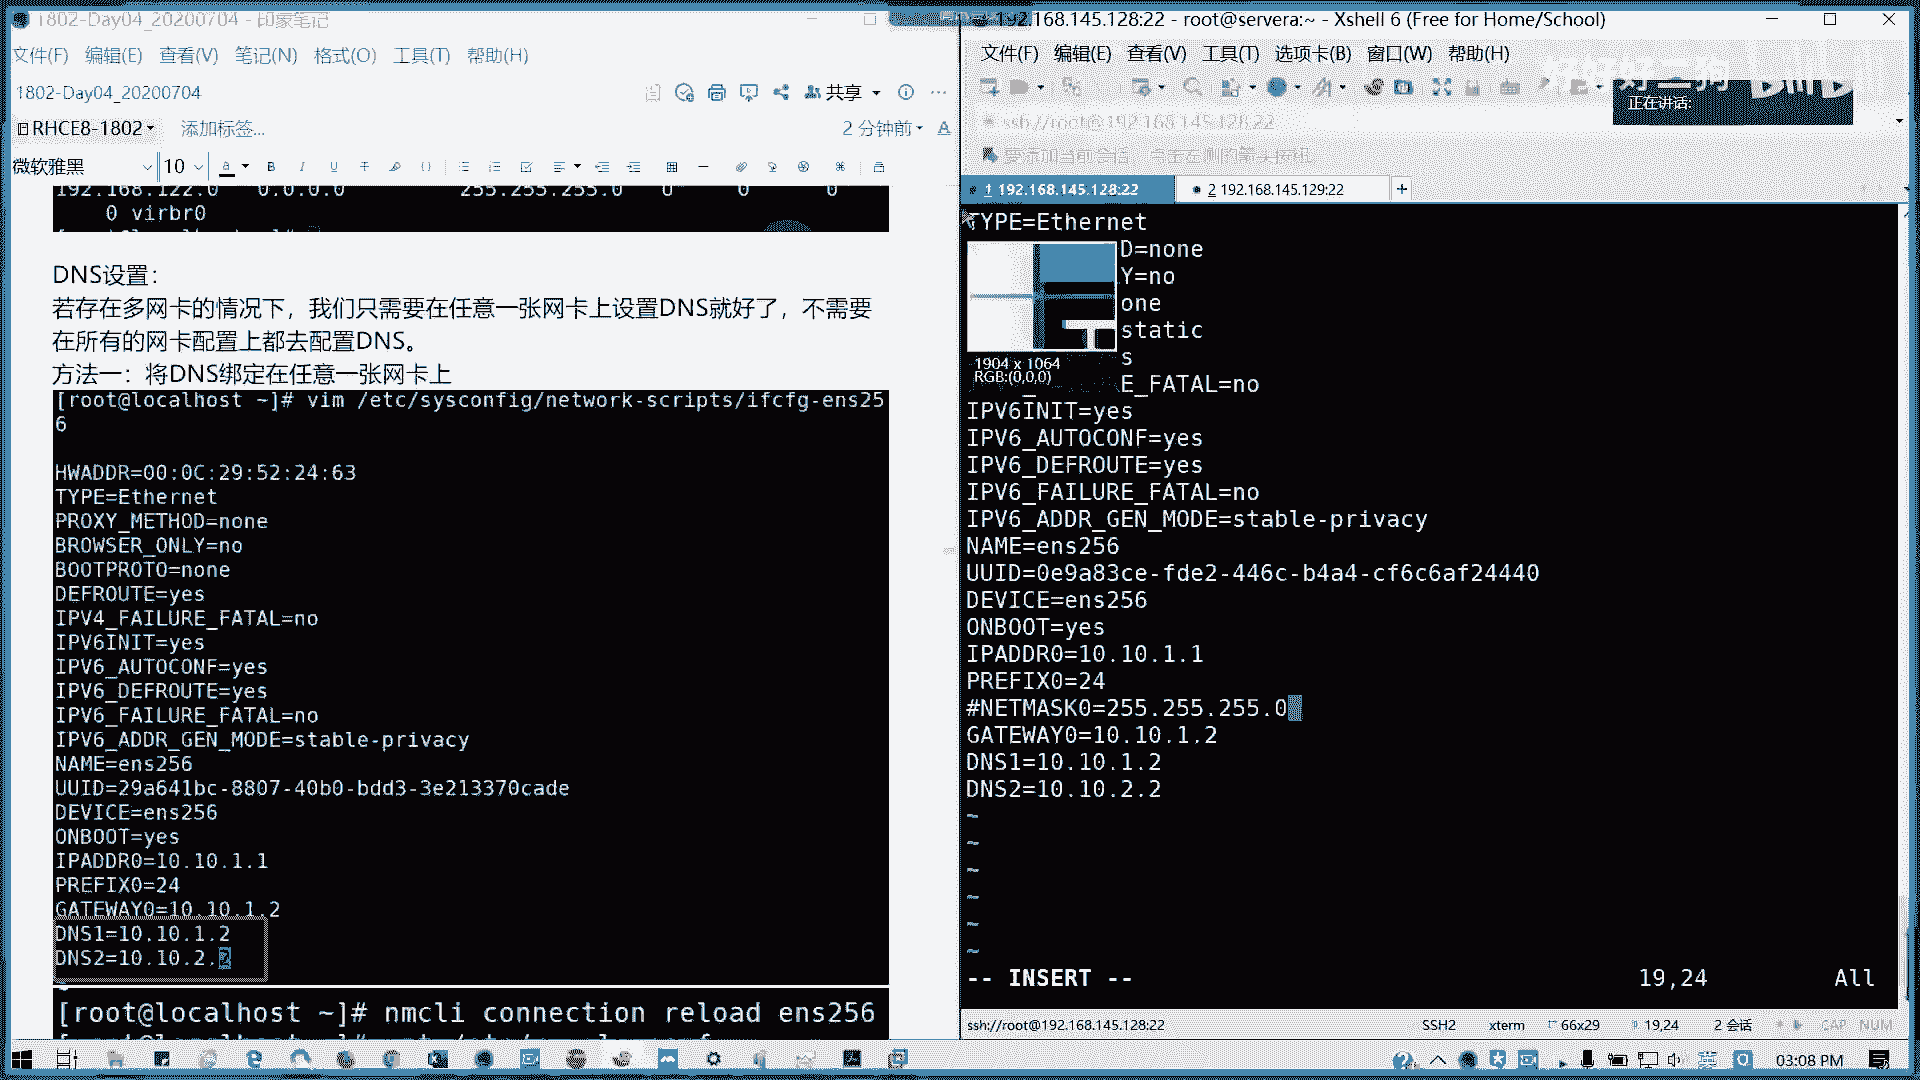 1802-Day04_20200704 - 印象笔记
文件(F) 编辑(E) 查看(V) 笔记(N) 格式(O) 工具(T) 帮助(H)
1802-Day04_20200704
共享
RHCE8-1802 添加标签...
2 分钟前
微软雅黑 10
192.168.122.0 0.0.0.0 255.255.255.0 U 0 0
0 virbr0
DNS设置：
若存在多网卡的情况下，我们只需要在任意一张网卡上设置DNS就好了，不需要
在所有的网卡配置上都去配置DNS。
方法一：将DNS绑定在任意一张网卡上
[root@localhost ~]# vim /etc/sysconfig/network-scripts/ifcfg-ens25
6
HWADDR=00:0C:29:52:24:63
TYPE=Ethernet
PROXY_METHOD=none
BROWSER_ONLY=no
BOOTPROTO=none
DEFROUTE=yes
IPV4_FAILURE_FATAL=no
IPV6INIT=yes
IPV6_AUTOCONF=yes
IPV6_DEFROUTE=yes
IPV6_FAILURE_FATAL=no
IPV6_ADDR_GEN_MODE=stable-privacy
NAME=ens256
UUID=29a641bc-8807-40b0-bdd3-3e213370cade
DEVICE=ens256
ONBOOT=yes
IPADDR0=10.10.1.1
PREFIX0=24
GATEWAY0=10.10.1.2
DNS1=10.10.1.2
DNS2=10.10.2.2
[root@localhost ~]# nmcli connection reload ens256
192.168.145.128:22 - root@servera:~ - Xshell 6 (Free for Home/School)
文件(F) 编辑(E) 查看(V) 工具(T) 选项卡(B) 窗口(W) 帮助(H)
正在讲话:
ssh://root@192.168.145.128:22
要添加当前会话，点击左侧的箭头按钮。
1 192.168.145.128:22 2 192.168.145.129:22 +
TYPE=Ethernet
D=none
Y=no
one
static
s
E_FATAL=no
1904 x 1064
RGB:(0,0,0)
IPV6INIT=yes
IPV6_AUTOCONF=yes
IPV6_DEFROUTE=yes
IPV6_FAILURE_FATAL=no
IPV6_ADDR_GEN_MODE=stable-privacy
NAME=ens256
UUID=0e9a83ce-fde2-446c-b4a4-cf6c6af24440
DEVICE=ens256
ONBOOT=yes
IPADDR0=10.10.1.1
PREFIX0=24
#NETMASK0=255.255.255.0
GATEWAY0=10.10.1.2
DNS1=10.10.1.2
DNS2=10.10.2.2
~
~
~
~
~
~
-- INSERT -- 19,24 All
ssh://root@192.168.145.128:22 SSH2 xterm 66x29 19,24 2 会话 CAP NUM
英 03:08 PM